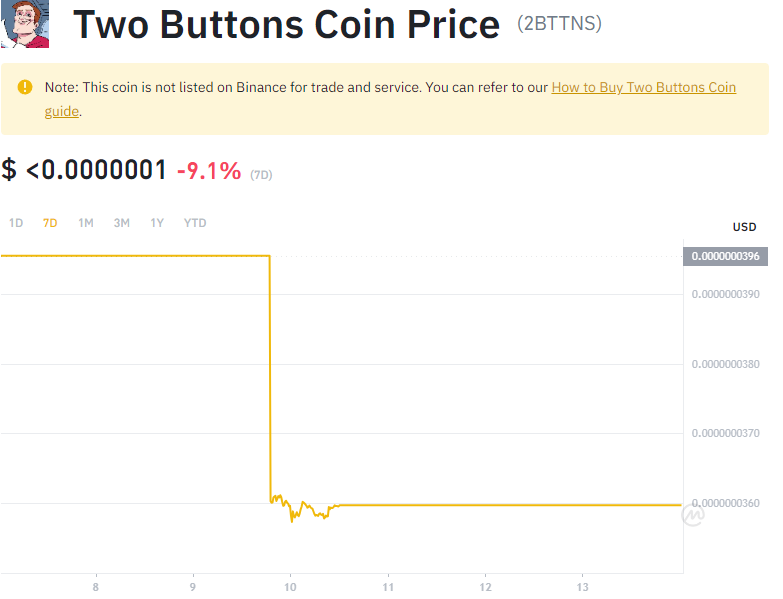 Two Buttons Coin Price (2BTTNS)
Note: This coin is not listed on Binance for trade and service. You can refer to our How to Buy Two Buttons Coin
guide.
$ <0.0000001 -9.1% (7D)
1D 7D 1M 3M 1Y YTD
USD
0.0000000396
0.0000000390
0.0000000380
0.0000000370
0.0000000360
8 9 10 11 12 13